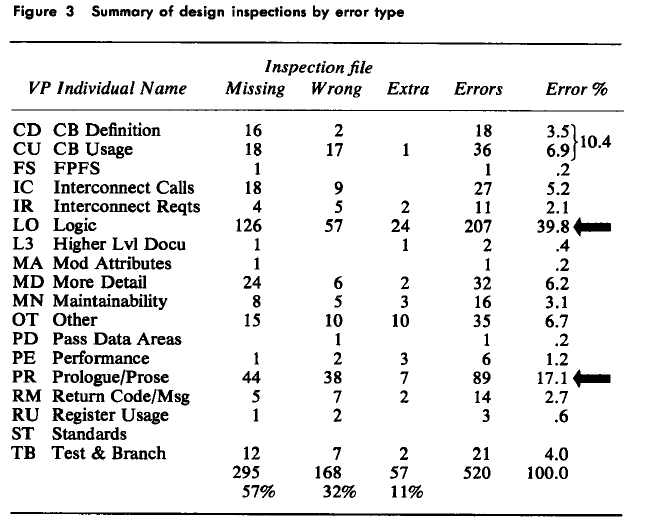 Figure 3 Summary of design inspections by error type
Inspection file
VP Individual Name Missing Wrong Extra Errors Error %
CD CB Definition 16 2 18 3.5
10.4
CU CB Usage 18 17 1 36 6.9
FS FPFS 1 1 .2
IC Interconnect Calls 18 9 27 5.2
IR Interconnect Reqts 4 5 2 11 2.1
LO Logic 126 57 24 207 39.8
L3 Higher Lvl Docu 1 1 2 .4
MA Mod Attributes 1 1 .2
MD More Detail 24 6 2 32 6.2
MN Maintainability 8 5 3 16 3.1
OT Other 15 10 10 35 6.7
PD Pass Data Areas 1 1 .2
PE Performance 1 2 3 6 1.2
PR Prologue/Prose 44 38 7 89 17.1
RM Return Code/Msg 5 7 2 14 2.7
RU Register Usage 1 2 3 .6
ST Standards
TB Test & Branch 12 7 2 21 4.0
295 168 57 520 100.0
57% 32% 11%